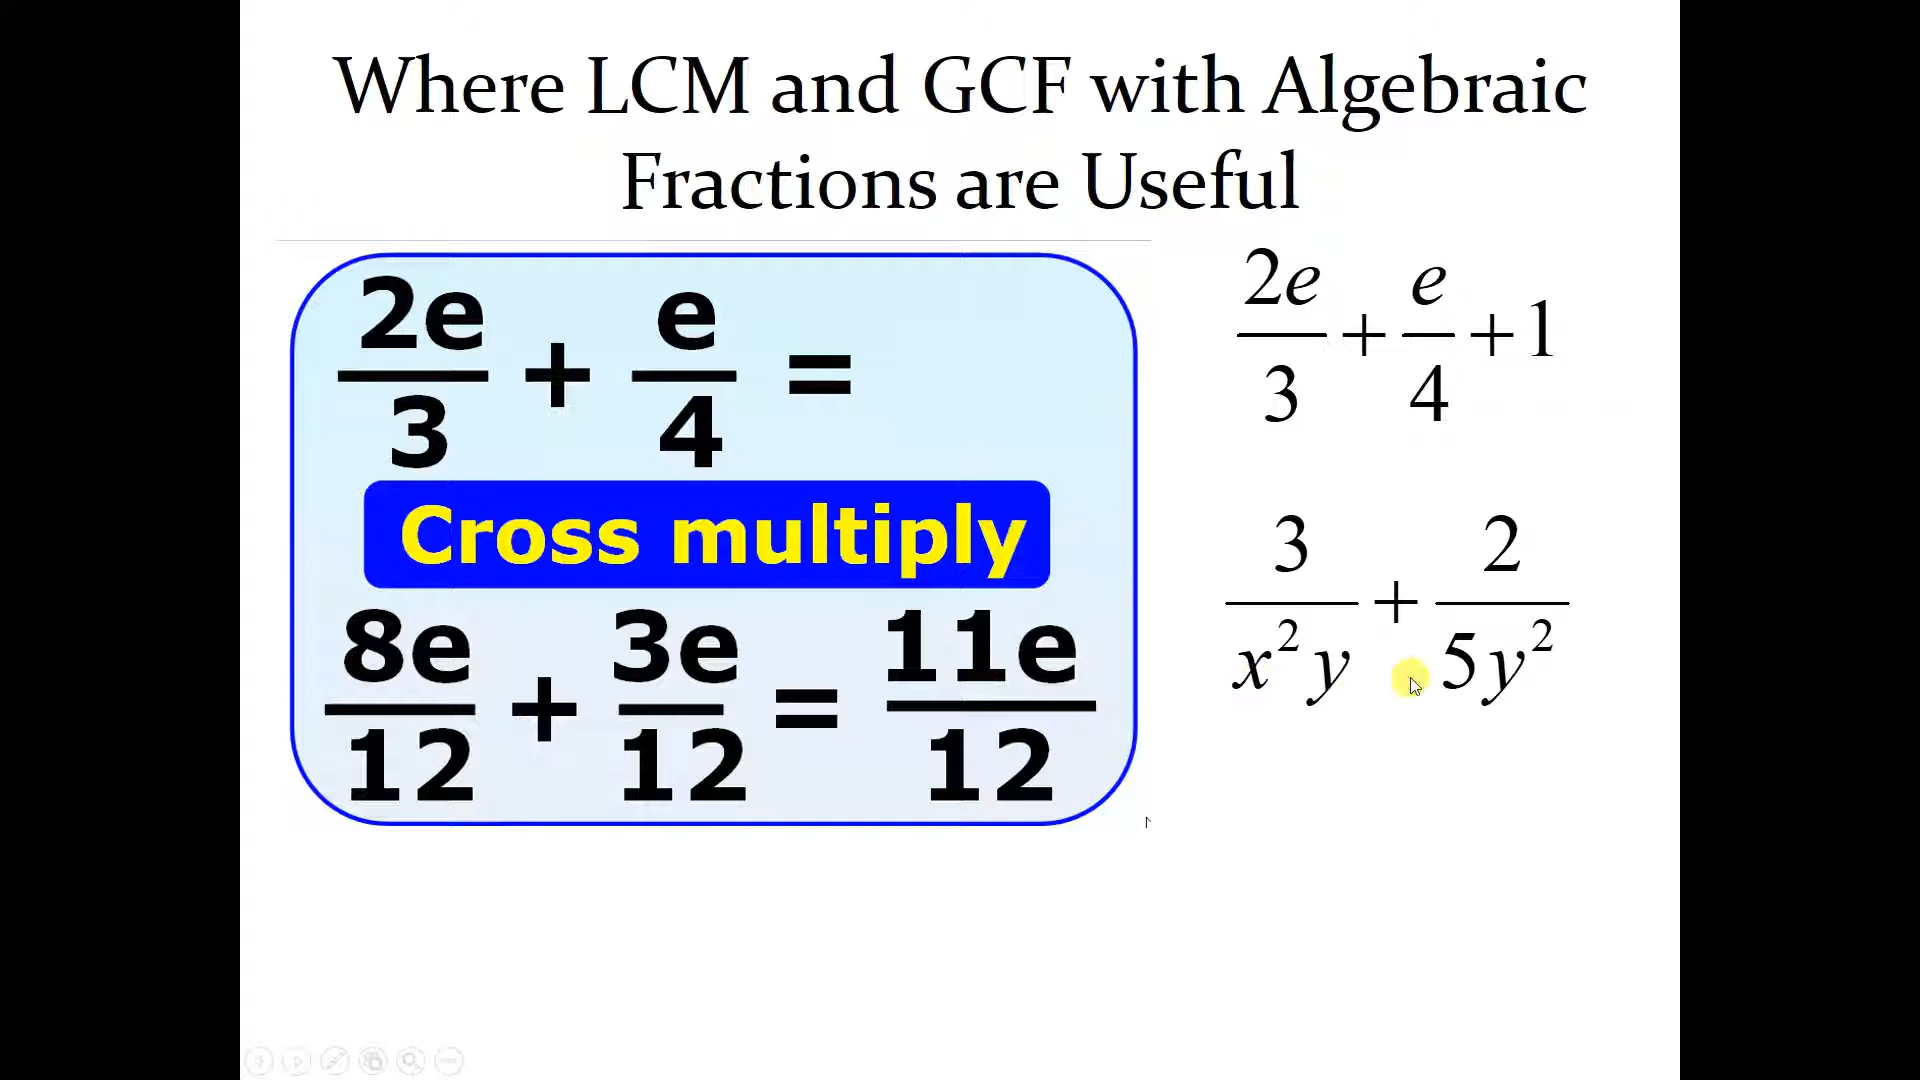 Where LCM and GCF with Algebraic
Fractions are Useful
2e/3 + e/4 =
Cross multiply
8e/12 + 3e/12 = 11e/12
2e/3 + e/4 + 1
3/x²y + 2/5y²